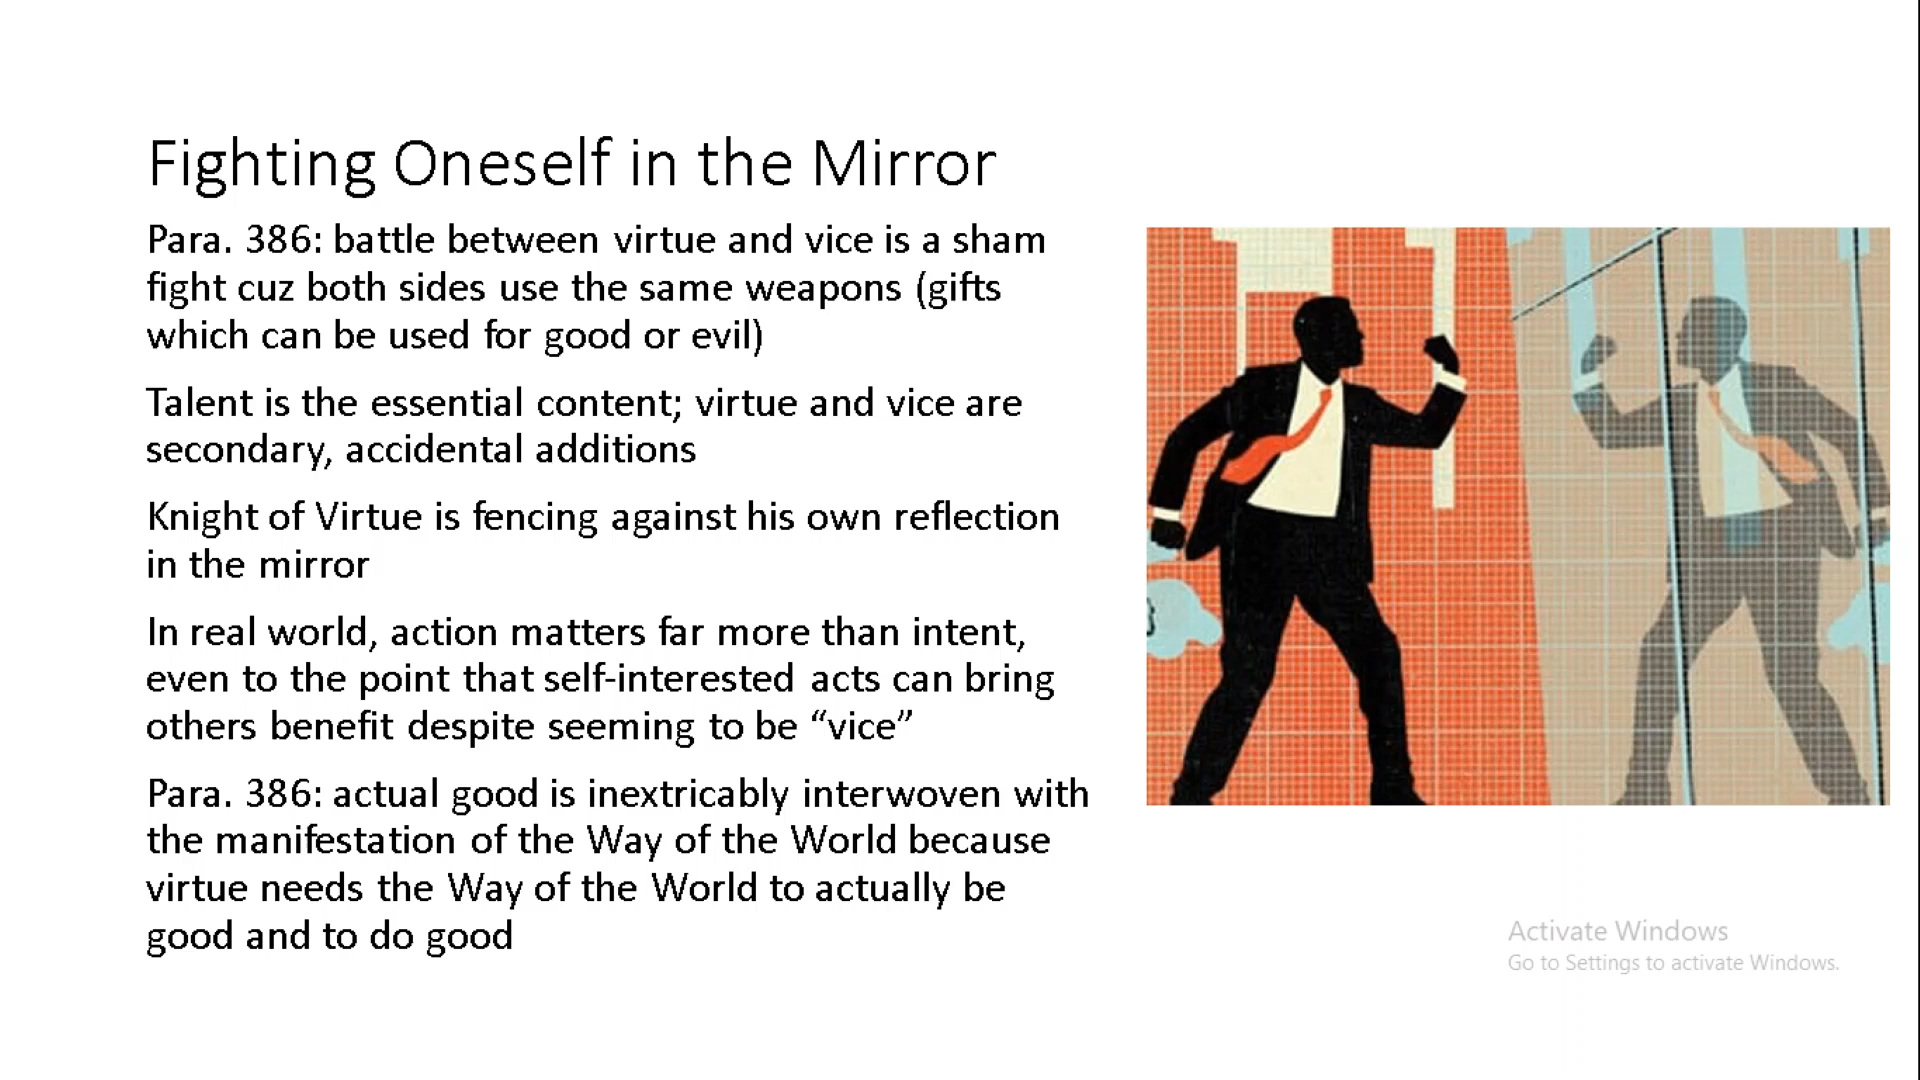 Fighting Oneself in the Mirror
Para. 386: battle between virtue and vice is a sham
fight cuz both sides use the same weapons (gifts
which can be used for good or evil)
Talent is the essential content; virtue and vice are
secondary, accidental additions
Knight of Virtue is fencing against his own reflection
in the mirror
In real world, action matters far more than intent,
even to the point that self-interested acts can bring
others benefit despite seeming to be “vice”
Para. 386: actual good is inextricably interwoven with
the manifestation of the Way of the World because
virtue needs the Way of the World to actually be
good and to do good
Activate Windows
Go to Settings to activate Windows.